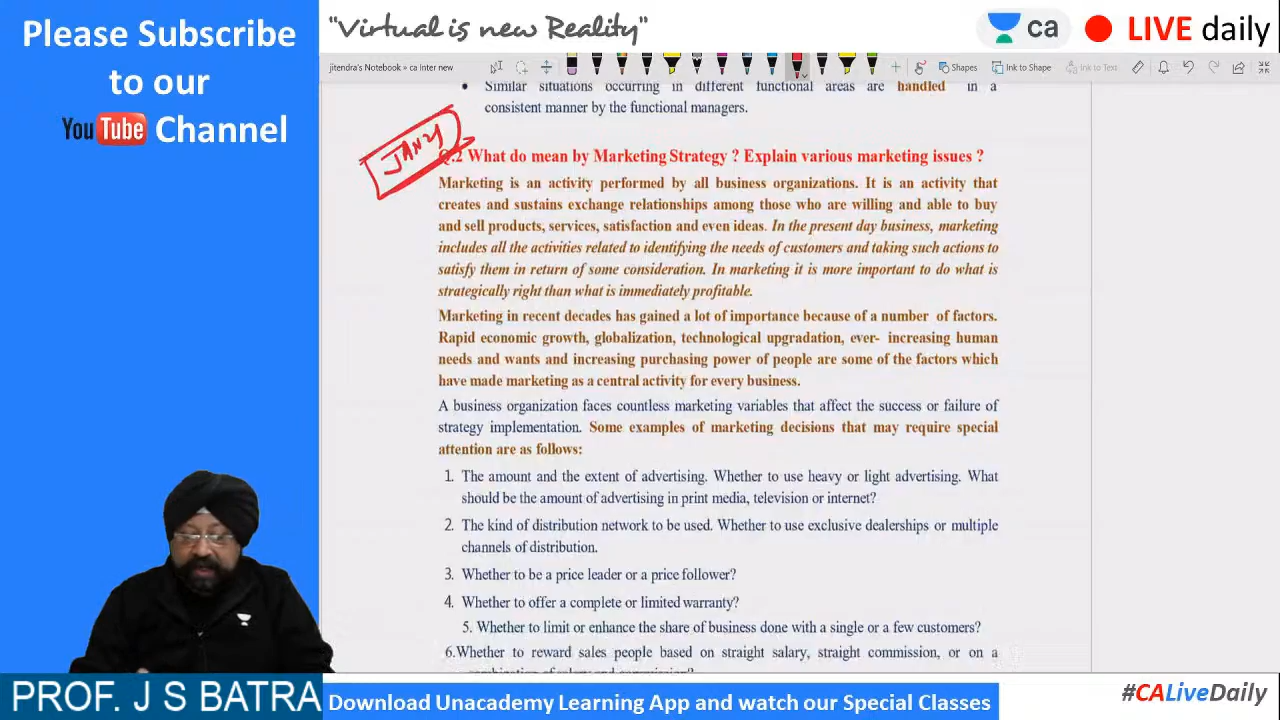 Please Subscribe
to our
YouTube Channel
"Virtual is new Reality"
ca
LIVE daily
jitendra's Notebook » ca Inter new
Shapes
Ink to Shape
Ink to Text
Share
• Similar situations occurring in different functional areas are handled in a
consistent manner by the functional managers.
JAN 21
Q.2 What do mean by Marketing Strategy ? Explain various marketing issues ?
Marketing is an activity performed by all business organizations. It is an activity that
creates and sustains exchange relationships among those who are willing and able to buy
and sell products, services, satisfaction and even ideas. In the present day business, marketing
includes all the activities related to identifying the needs of customers and taking such actions to
satisfy them in return of some consideration. In marketing it is more important to do what is
strategically right than what is immediately profitable.
Marketing in recent decades has gained a lot of importance because of a number of factors.
Rapid economic growth, globalization, technological upgradation, ever- increasing human
needs and wants and increasing purchasing power of people are some of the factors which
have made marketing as a central activity for every business.
A business organization faces countless marketing variables that affect the success or failure of
strategy implementation. Some examples of marketing decisions that may require special
attention are as follows:
1. The amount and the extent of advertising. Whether to use heavy or light advertising. What
should be the amount of advertising in print media, television or internet?
2. The kind of distribution network to be used. Whether to use exclusive dealerships or multiple
channels of distribution.
3. Whether to be a price leader or a price follower?
4. Whether to offer a complete or limited warranty?
5. Whether to limit or enhance the share of business done with a single or a few customers?
6.Whether to reward sales people based on straight salary, straight commission, or on a
combination of salary and commission?
PROF. J S BATRA
Download Unacademy Learning App and watch our Special Classes
#CALiveDaily